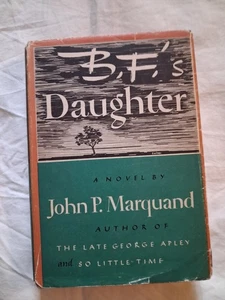 B.F.'s
Daughter
A NOVEL BY
John P. Marquand
AUTHOR OF
THE LATE GEORGE APLEY
and SO LITTLE TIME